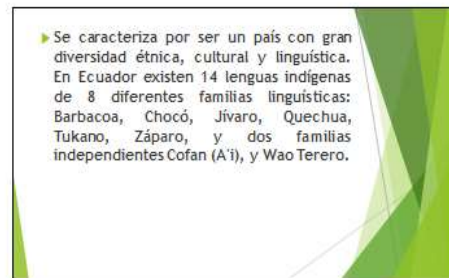 Se caracteriza por ser un país con gran
diversidad étnica, cultural y linguística.
En Ecuador existen 14 lenguas indígenas
de 8 diferentes familias linguísticas:
Barbacoa, Chocó, Jívaro, Quechua,
Tukano, Záparo, y dos familias
independientes Cofan (A'i), y Wao Terero.